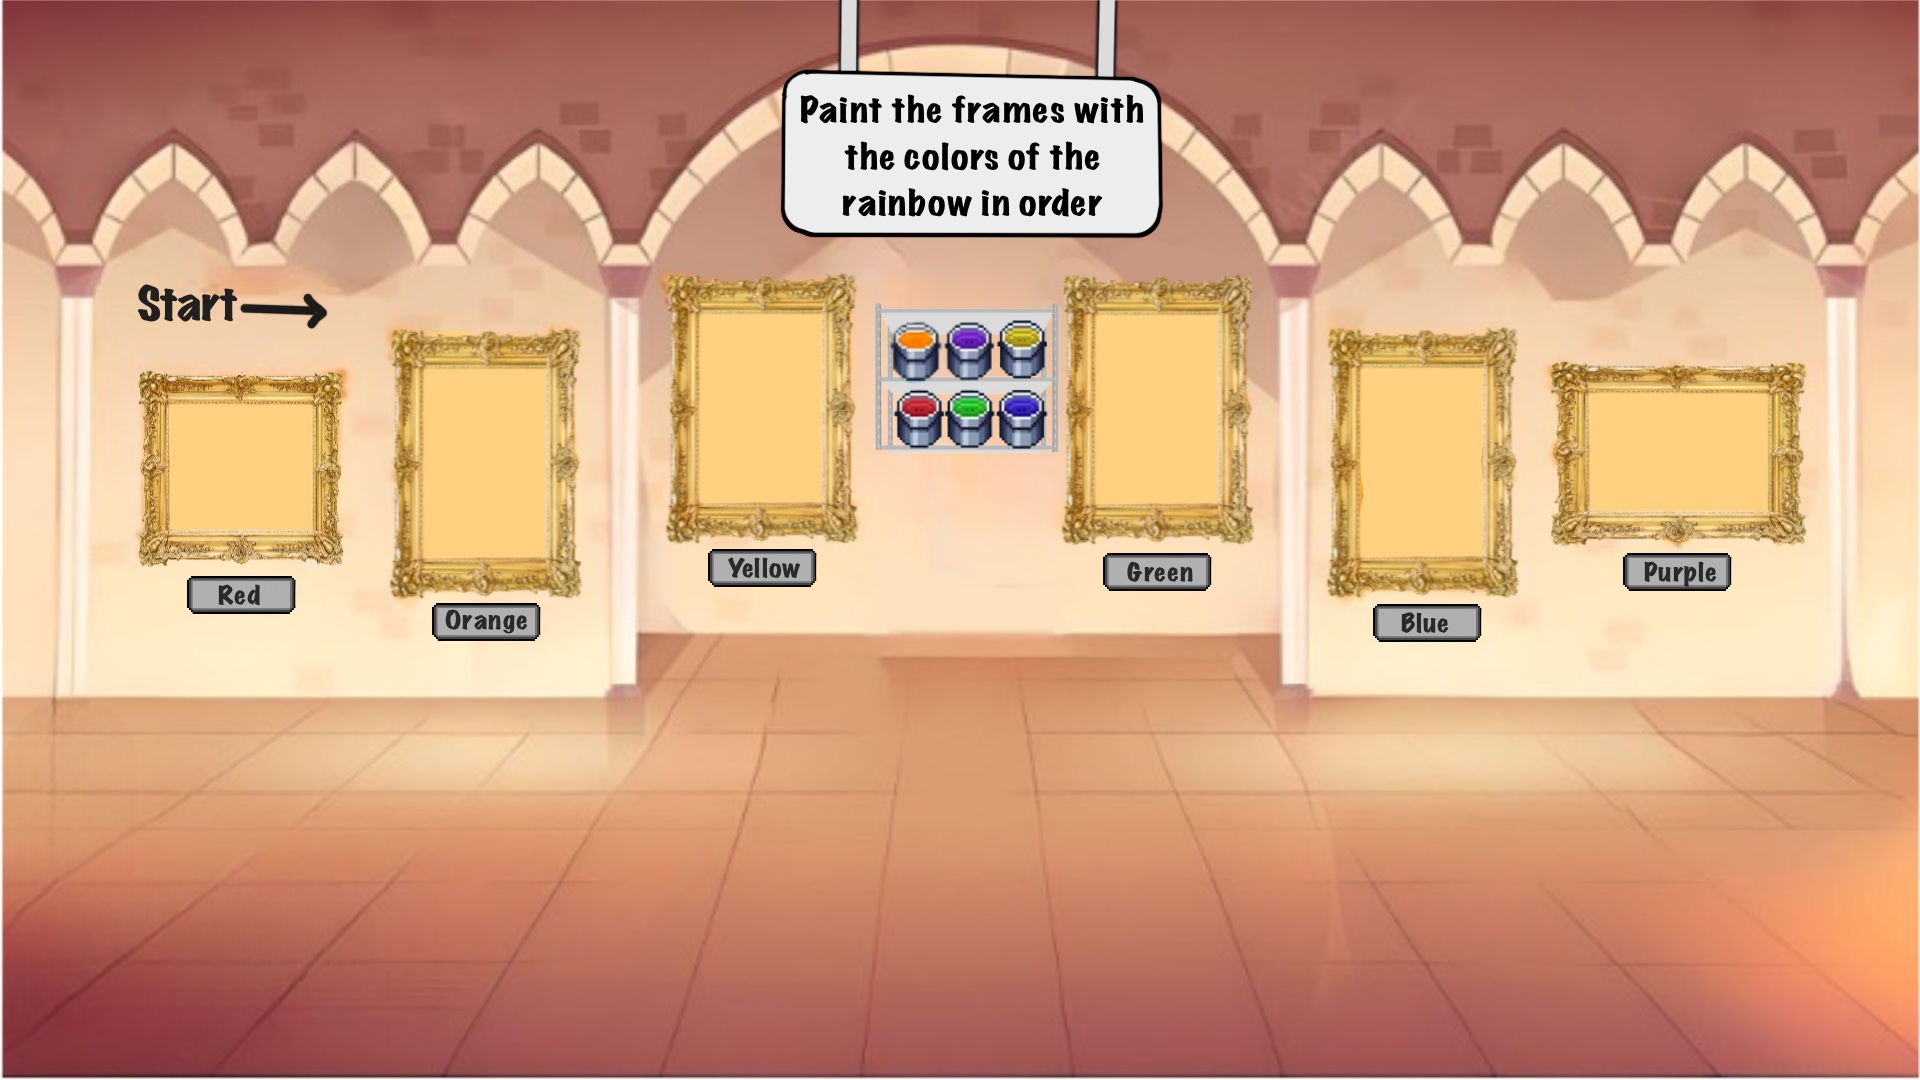 Paint the frames with
the colors of the
rainbow in order
Start
Red
Orange
Yellow
Green
Blue
Purple